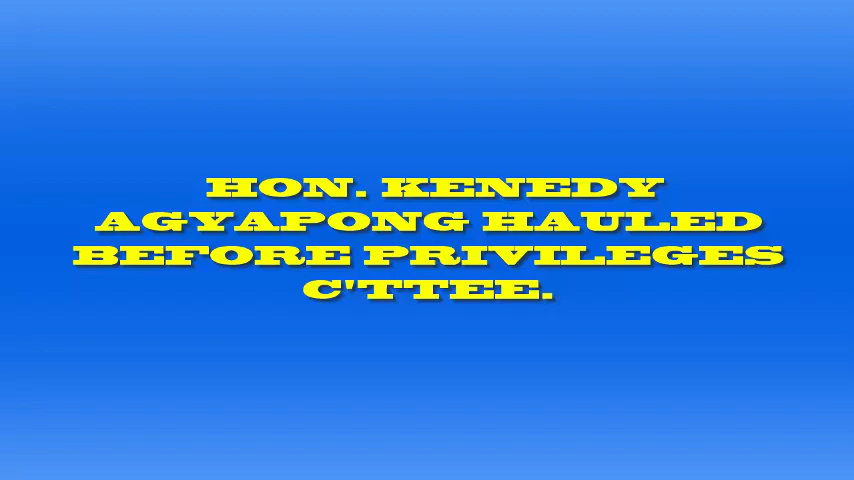 HON. KENEDY
AGYAPONG HAULED
BEFORE PRIVILEGES
C'TTEE.